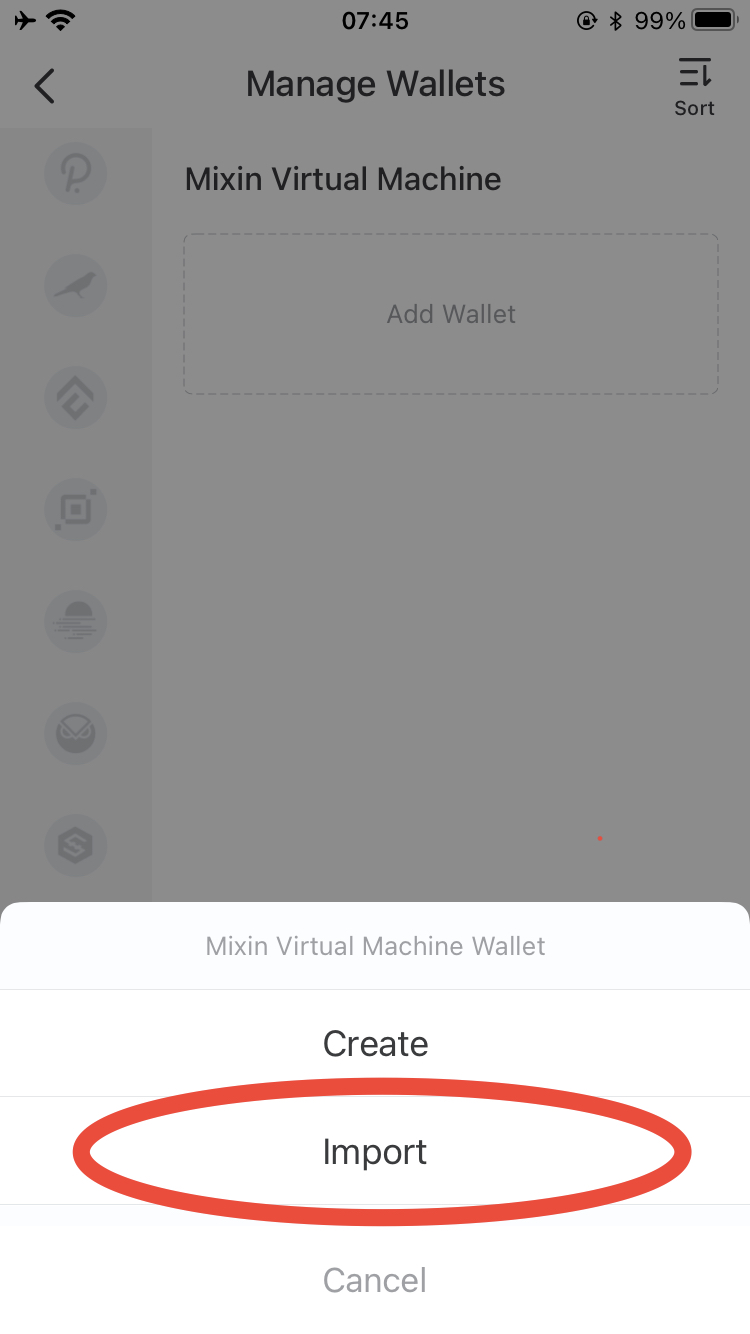 07:45
99%
Manage Wallets
Sort
Mixin Virtual Machine
Add Wallet
Mixin Virtual Machine Wallet
Create
Import
Cancel